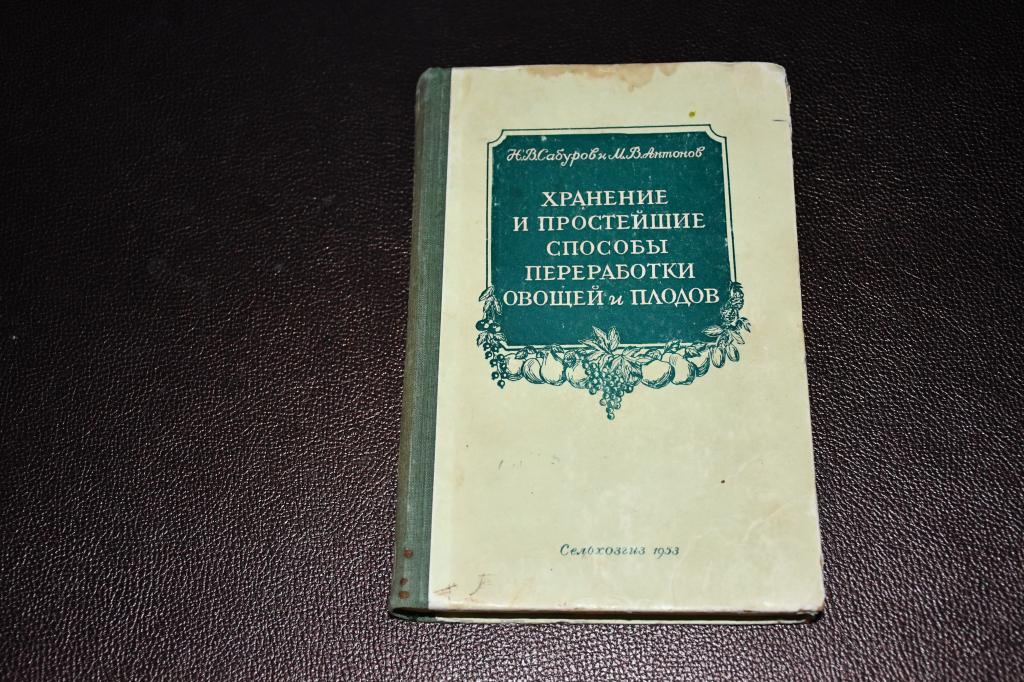 Н.В.Сабуров и М.В.Антонов
ХРАНЕНИЕ
И ПРОСТЕЙШИЕ
СПОСОБЫ
ПЕРЕРАБОТКИ
ОВОЩЕЙ и ПЛОДОВ
Сельхозгиз 1953